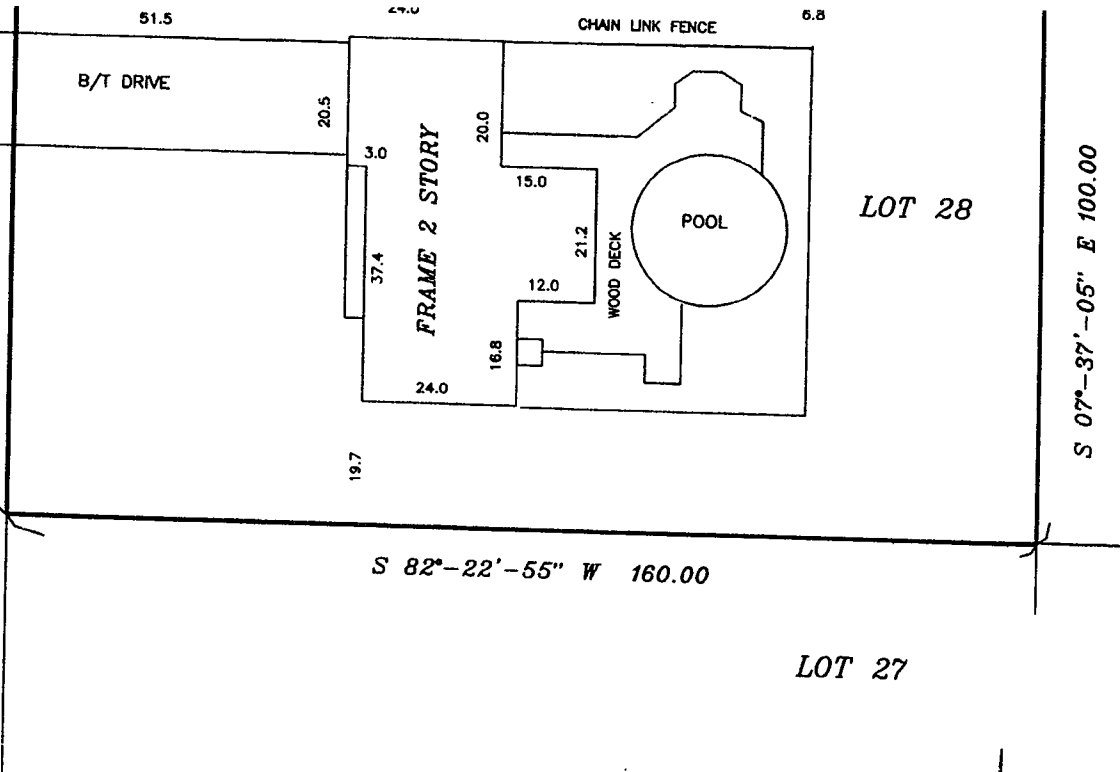 51.5
6.8
CHAIN LINK FENCE
B/T DRIVE
20.5
20.0
3.0
15.0
FRAME 2 STORY
37.4
21.2
WOOD DECK
POOL
LOT 28
12.0
16.8
24.0
19.7
S 07°-37'-05" E 100.00
S 82°-22'-55" W 160.00
LOT 27